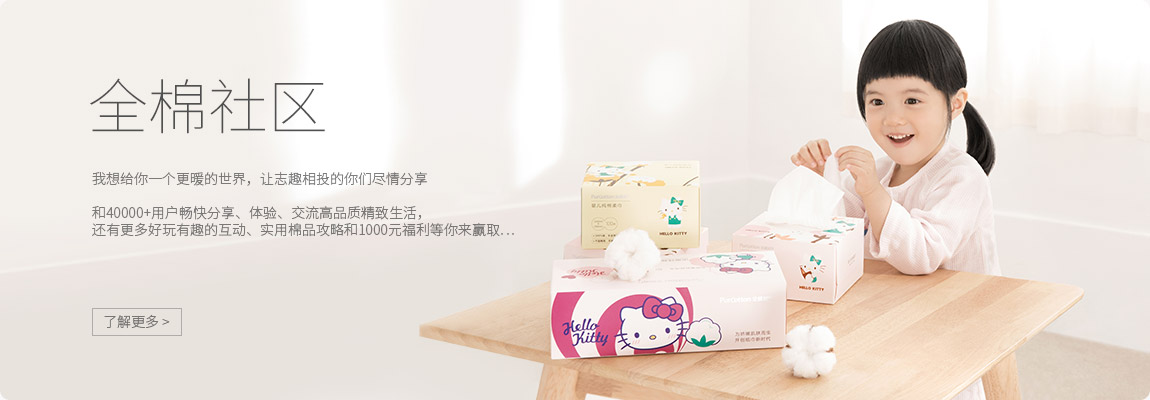 全棉社区
我想给你一个更暖的世界，让志趣相投的你们尽情分享
和40000+用户畅快分享、体验、交流高品质精致生活，
还有更多好玩有趣的互动、实用棉品攻略和1000元福利等你来赢取...
了解更多 >
HELLO KITTY
HELLO KITTY
Hello
Kitty